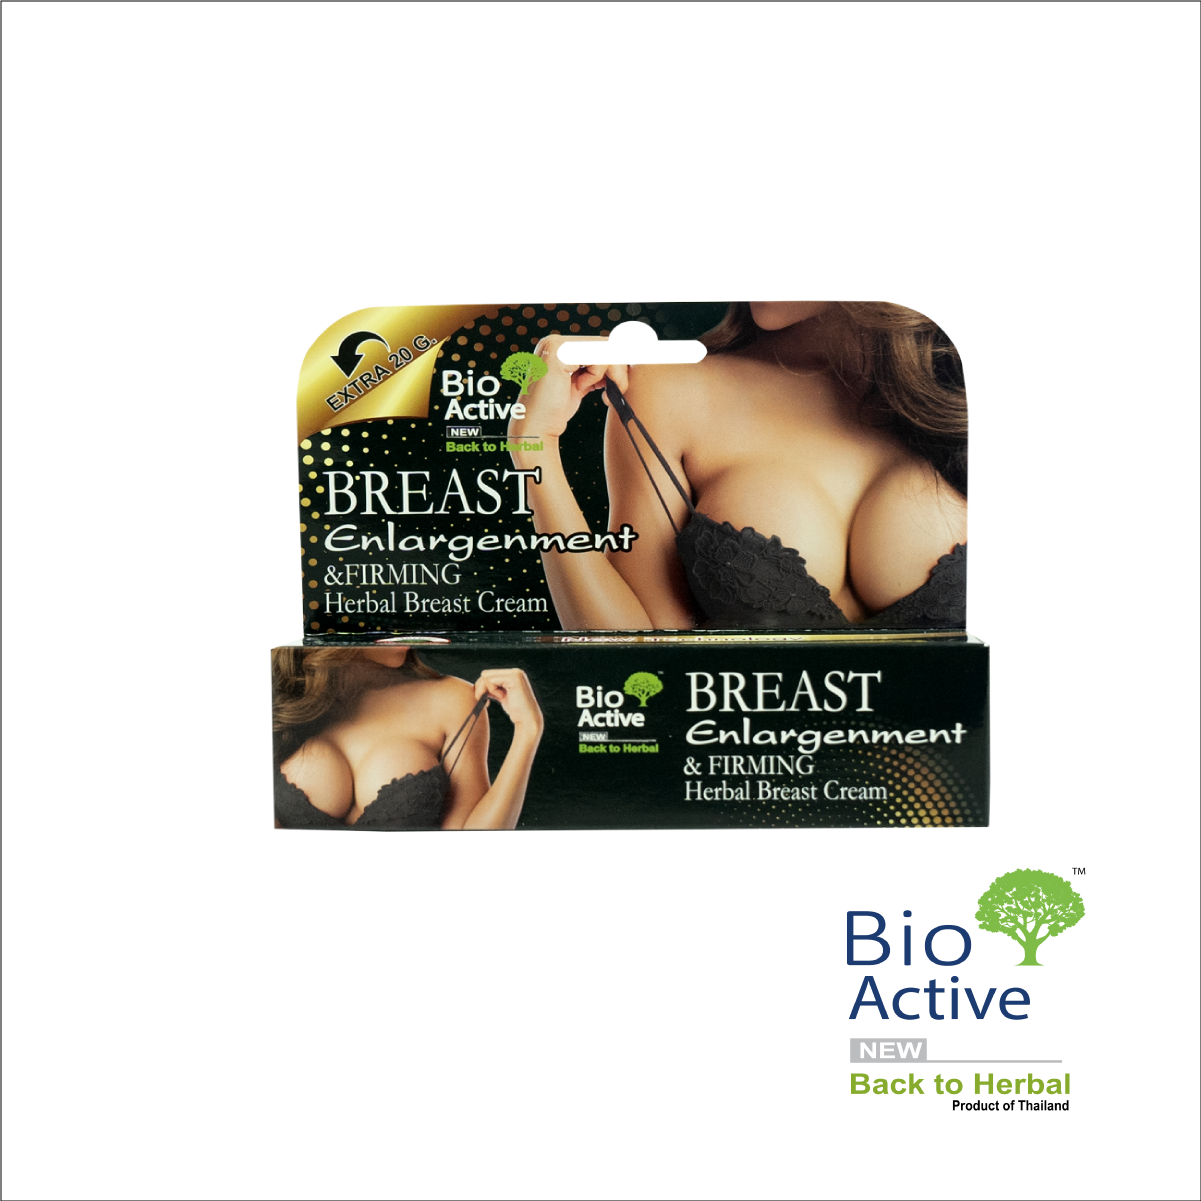 EXTRA 20 G.
Bio
Active
NEW
Back to Herbal
BREAST
Enlargenment
&FIRMING
Herbal Breast Cream
Bio
Active
NEW
Back to Herbal
BREAST
Enlargenment
& FIRMING
Herbal Breast Cream
TM
Bio
Active
NEW
Back to Herbal
Product of Thailand